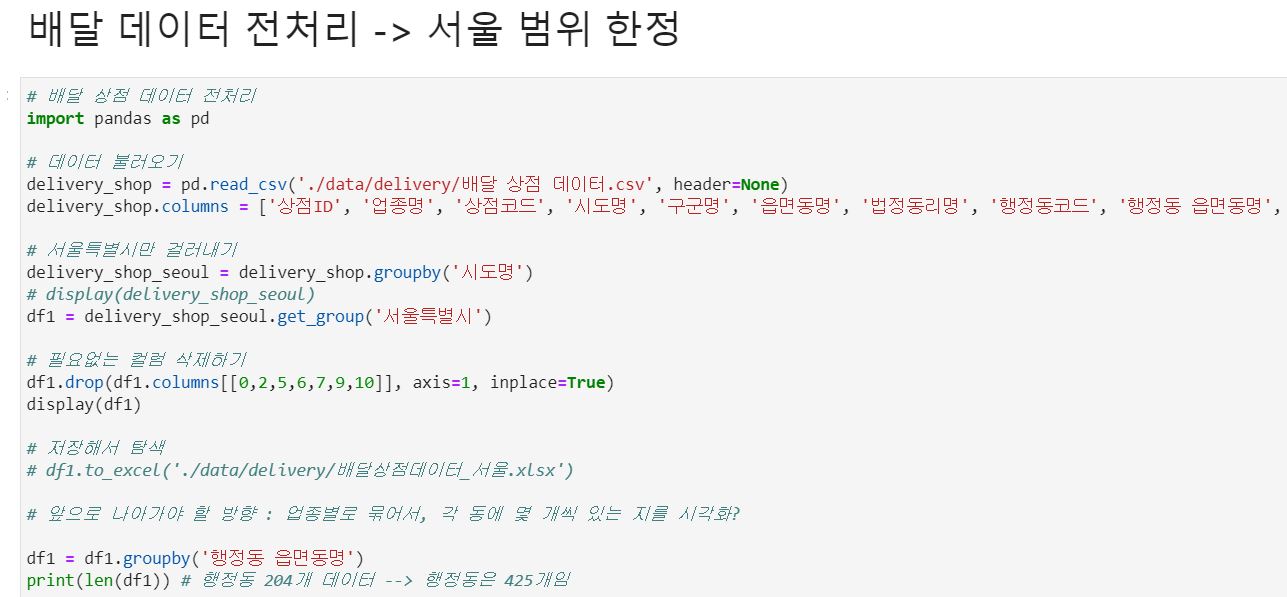 배달 데이터 전처리 -> 서울 범위 한정
# 배달 상점 데이터 전처리
import pandas as pd
# 데이터 불러오기
delivery_shop = pd.read_csv('./data/delivery/배달 상점 데이터.csv', header=None)
delivery_shop.columns = ['상점ID', '업종명', '상점코드', '시도명', '구군명', '읍면동명', '법정동리명', '행정동코드', '행정동 읍면동명',
# 서울특별시만 걸러내기
delivery_shop_seoul = delivery_shop.groupby('시도명')
# display(delivery_shop_seoul)
df1 = delivery_shop_seoul.get_group('서울특별시')
# 필요없는 컬럼 삭제하기
df1.drop(df1.columns[[0,2,5,6,7,9,10]], axis=1, inplace=True)
display(df1)
# 저장해서 탐색
# df1.to_excel('./data/delivery/배달상점데이터_서울.xlsx')
# 앞으로 나아가야 할 방향 : 업종별로 묶어서, 각 동에 몇 개씩 있는 지를 시각화?
df1 = df1.groupby('행정동 읍면동명')
print(len(df1)) # 행정동 204개 데이터 --> 행정동은 425개임